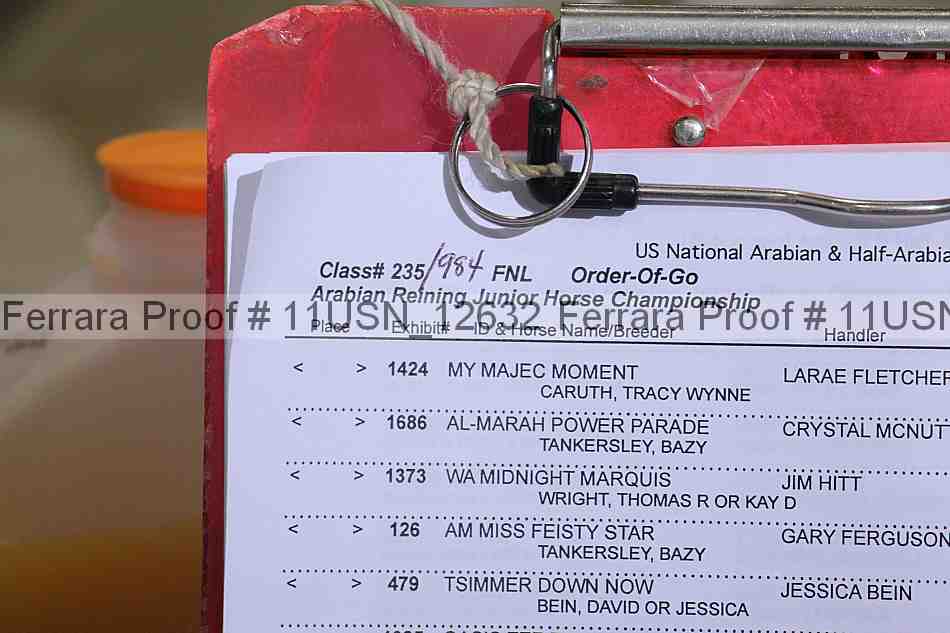 US National Arabian & Half-Arabia
Class# 235/984 FNL Order-Of-Go
Arabian Reining Junior Horse Championship
Ferrara Proof # 11USN_12632 Ferrara Proof # 11USN
Place Exhibit# ID & Horse Name/Breeder Handler
< > 1424 MY MAJEC MOMENT LARAE FLETCHER
CARUTH, TRACY WYNNE
< > 1686 AL-MARAH POWER PARADE CRYSTAL MCNUTT
TANKERSLEY, BAZY
< > 1373 WA MIDNIGHT MARQUIS JIM HITT
WRIGHT, THOMAS R OR KAY D
< > 126 AM MISS FEISTY STAR GARY FERGUSON
TANKERSLEY, BAZY
< > 479 TSIMMER DOWN NOW JESSICA BEIN
BEIN, DAVID OR JESSICA